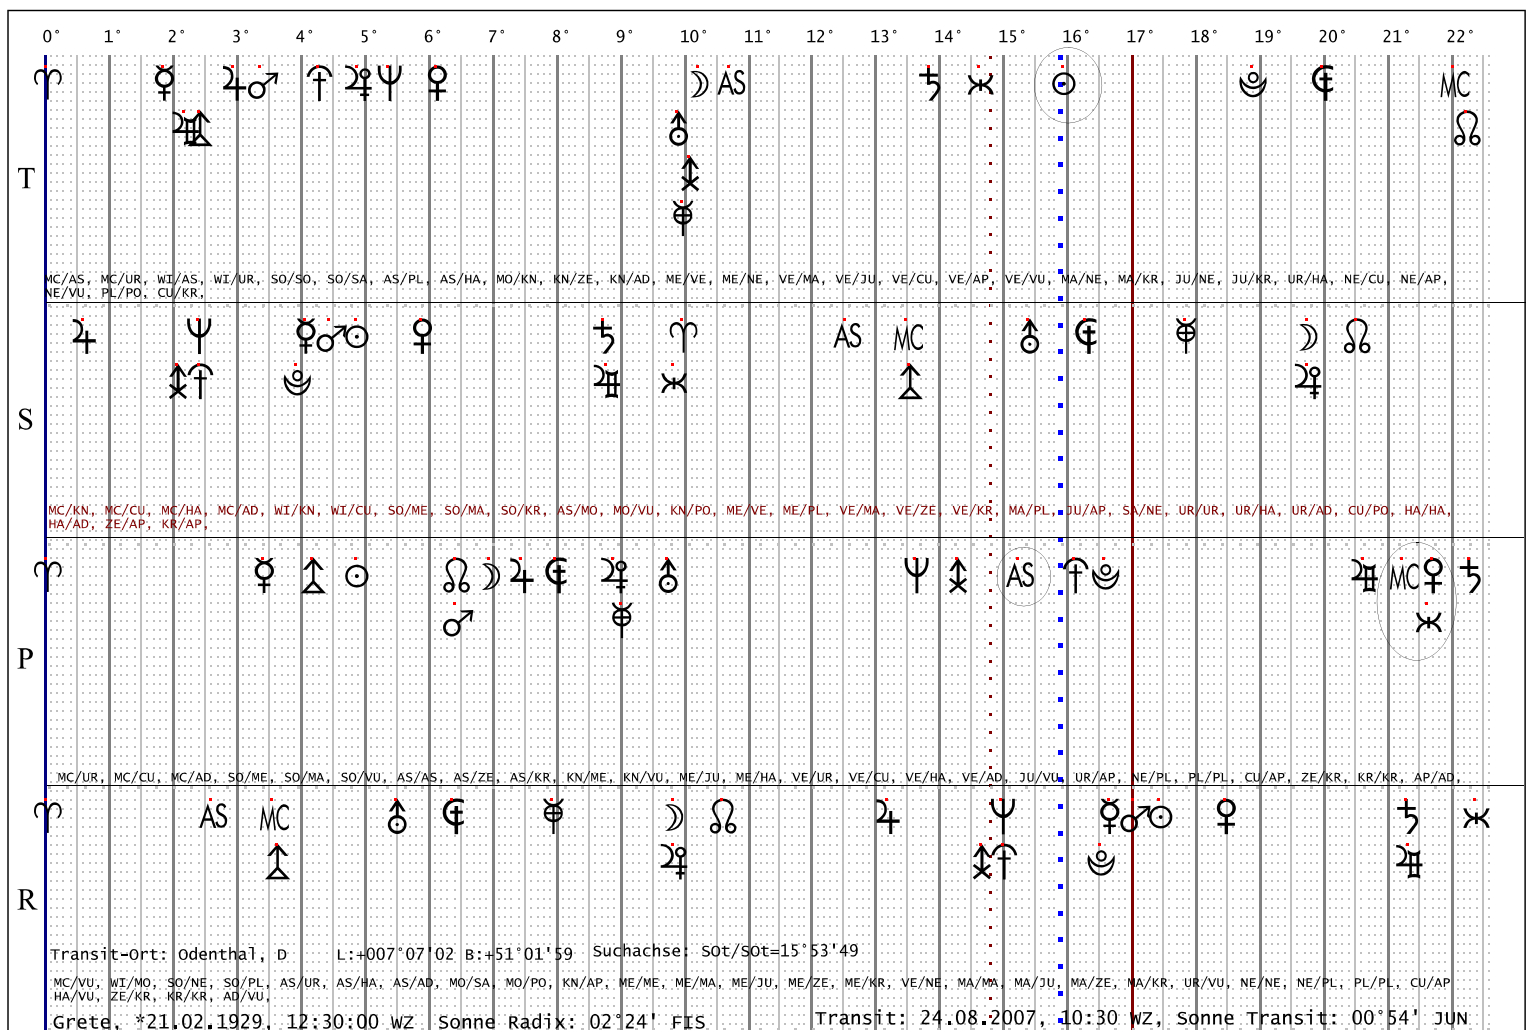 0° 1° 2° 3° 4° 5° 6° 7° 8° 9° 10° 11° 12° 13° 14° 15° 16° 17° 18° 19° 20° 21° 22°
AS MC
T
MC/AS, MC/UR, WI/AS, WI/UR, SO/SO, SO/SA, AS/PL, AS/HA, MO/KN, KN/ZE, KN/AD, ME/VE, ME/NE, VE/MA, VE/JU, VE/CU, VE/AP, VE/VU, MA/NE, MA/KR, JU/NE, JU/KR, UR/HA, NE/CU, NE/AP,
NE/VU, PL/PO, CU/KR,
AS MC
S
MC/KN, MC/CU, MC/HA, MC/AD, WI/KN, WI/CU, SO/ME, SO/MA, SO/KR, AS/MO, MO/VU, KN/PO, ME/VE, ME/PL, VE/MA, VE/ZE, VE/KR, MA/PL, JU/AP, SA/NE, UR/UR, UR/HA, UR/AD, CU/PO, HA/HA,
HA/AD, ZE/AP, KR/AP,
AS MC
P
MC/UR, MC/CU, MC/AD, SO/ME, SO/MA, SO/VU, AS/AS, AS/ZE, AS/KR, KN/ME, KN/VU, ME/JU, ME/HA, VE/UR, VE/CU, VE/HA, VE/AD, JU/VU, UR/AP, NE/PL, PL/PL, CU/AP, ZE/KR, KR/KR, AP/AD,
AS MC
R
Transit-Ort: Odenthal, D L:+007°07'02 B:+51°01'59 Suchachse: SOt/SOt=15°53'49
MC/VU, WI/MO, SO/NE, SO/PL, AS/UR, AS/HA, AS/AD, MO/SA, MO/PO, KN/AP, ME/ME, ME/MA, ME/JU, ME/ZE, ME/KR, VE/NE, MA/MA, MA/JU, MA/ZE, MA/KR, UR/VU, NE/NE, NE/PL, PL/PL, CU/AP
HA/VU, ZE/KR, KR/KR, AD/VU,
Grete, *21.02.1929, 12:30:00 WZ Sonne Radix: 02°24' FIS Transit: 24.08.2007, 10:30 WZ, Sonne Transit: 00°54' JUN